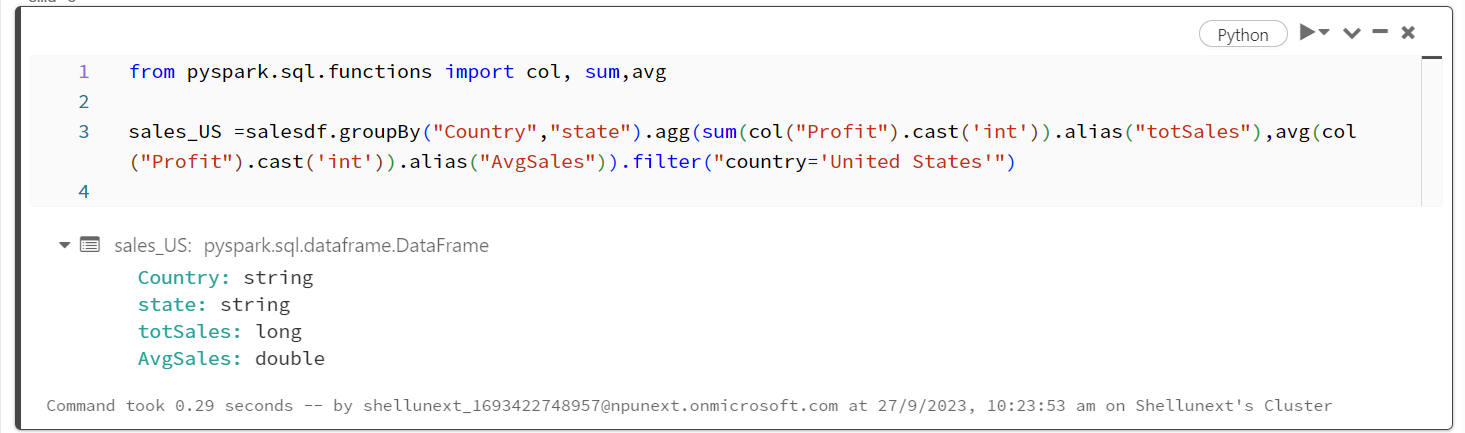 Python
1 from pyspark.sql.functions import col, sum,avg
2
3 sales_US =salesdf.groupBy("Country","state").agg(sum(col("Profit").cast('int')).alias("totSales"),avg(col
("Profit").cast('int')).alias("AvgSales")).filter("country='United States'")
4
sales_US: pyspark.sql.dataframe.DataFrame
Country: string
state: string
totSales: long
AvgSales: double
Command took 0.29 seconds -- by shellunext_1693422748957@npunext.onmicrosoft.com at 27/9/2023, 10:23:53 am on Shellunext's Cluster